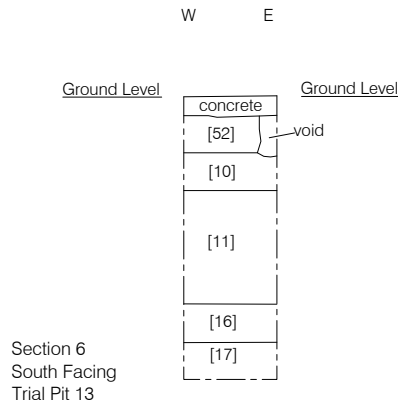 W E
Ground Level Ground Level
concrete
[52] void
[10]
[11]
[16]
[17]
Section 6
South Facing
Trial Pit 13